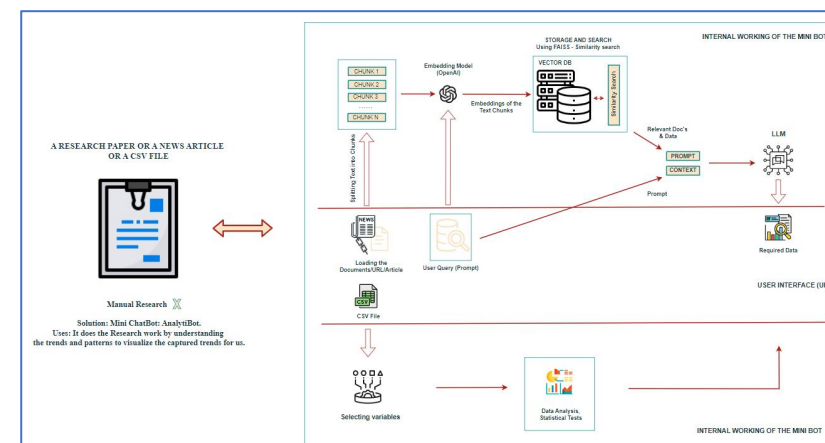 A RESEARCH PAPER OR A NEWS ARTICLE
OR A CSV FILE
Manual Research X
Solution: Mini ChatBot: AnalytiBot.
Uses: It does the Research work by understanding
the trends and patterns to visualize the captured trends for us.
INTERNAL WORKING OF THE MINI BOT
CHUNK 1
CHUNK 2
CHUNK 3
......
CHUNK N
Splitting Text into Chunks
Embedding Model
(OpenAI)
Embeddings of the
Text Chunks
STORAGE AND SEARCH
Using FAISS - Similarity search
VECTOR DB
Similarity Search
Relevant Doc's
& Data
PROMPT
CONTEXT
Prompt
LLM
NEWS
Loading the
Documents/URL/Article
User Query (Prompt)
Required Data
CSV
CSV File
USER INTERFACE (UI
Selecting variables
Data Analysis,
Statistical Tests
INTERNAL WORKING OF THE MINI BOT